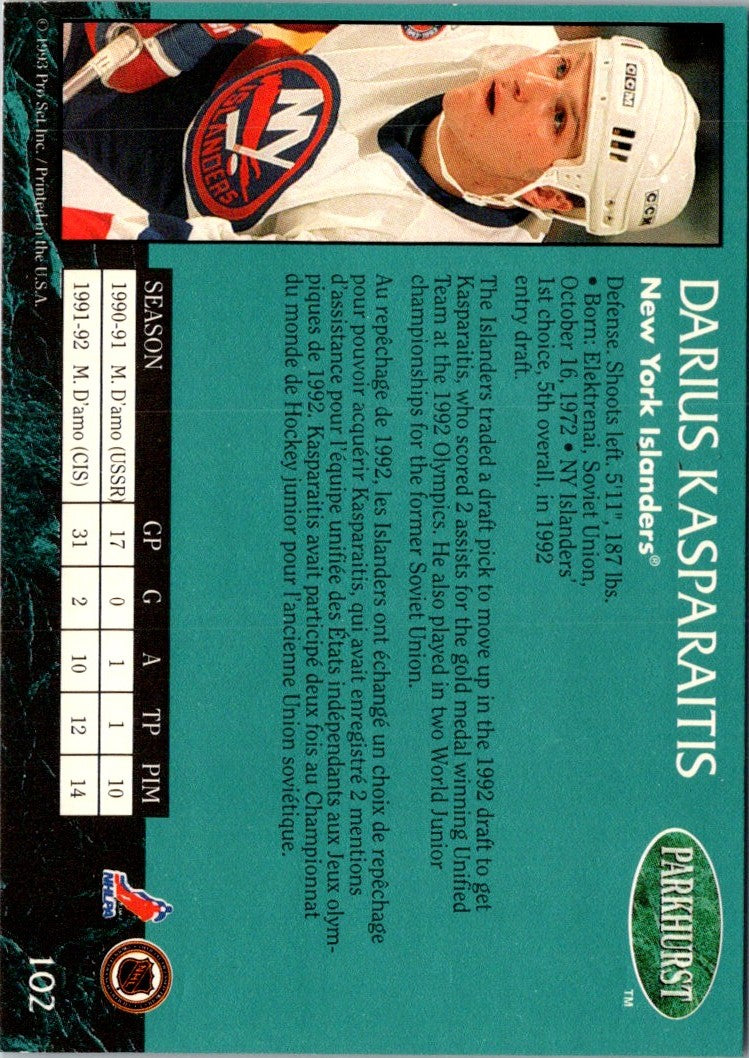 DARIUS KASPARAITIS
New York Islanders®
PARKHURST
TM
Defense. Shoots left. 5'11", 187 lbs.
• Born: Elektrenai, Soviet Union,
October 16, 1972 • NY Islanders'
1st choice, 5th overall, in 1992
entry draft.
The Islanders traded a draft pick to move up in the 1992 draft to get
Kasparaitis, who scored 2 assists for the gold medal winning Unified
Team at the 1992 Olympics. He also played in two World Junior
championships for the former Soviet Union.
Au repêchage de 1992, les Islanders ont échangé un choix de repêchage
pour pouvoir acquérir Kasparaitis, qui avait enregistré 2 mentions
d'assistance pour l'équipe unifiée des États indépendants aux Jeux olym-
piques de 1992. Kasparaitis avait participé deux fois au Championnat
du monde de Hockey junior pour l'ancienne Union soviétique.
SEASON GP G A TP PIM
1990-91 M. D'amo (USSR) 17 0 1 1 10
1991-92 M. D'amo (CIS) 31 2 10 12 14
NHLPA
NHL
102
© 1993 Pro Set, Inc. / Printed in the U.S.A.
CCM
CCM
NY
ISLANDERS